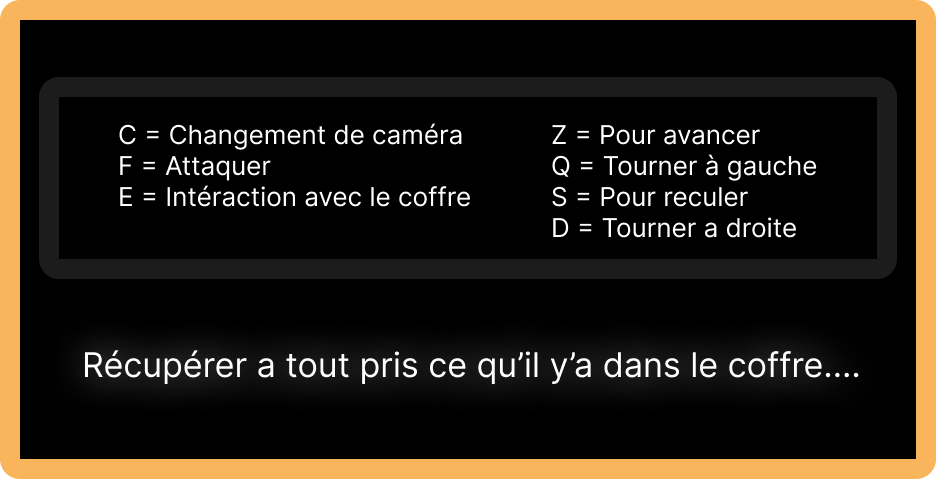 C = Changement de caméra
F = Attaquer
E = Intéraction avec le coffre
Z = Pour avancer
Q = Tourner à gauche
S = Pour reculer
D = Tourner a droite
Récupérer a tout pris ce qu’il y’a dans le coffre....